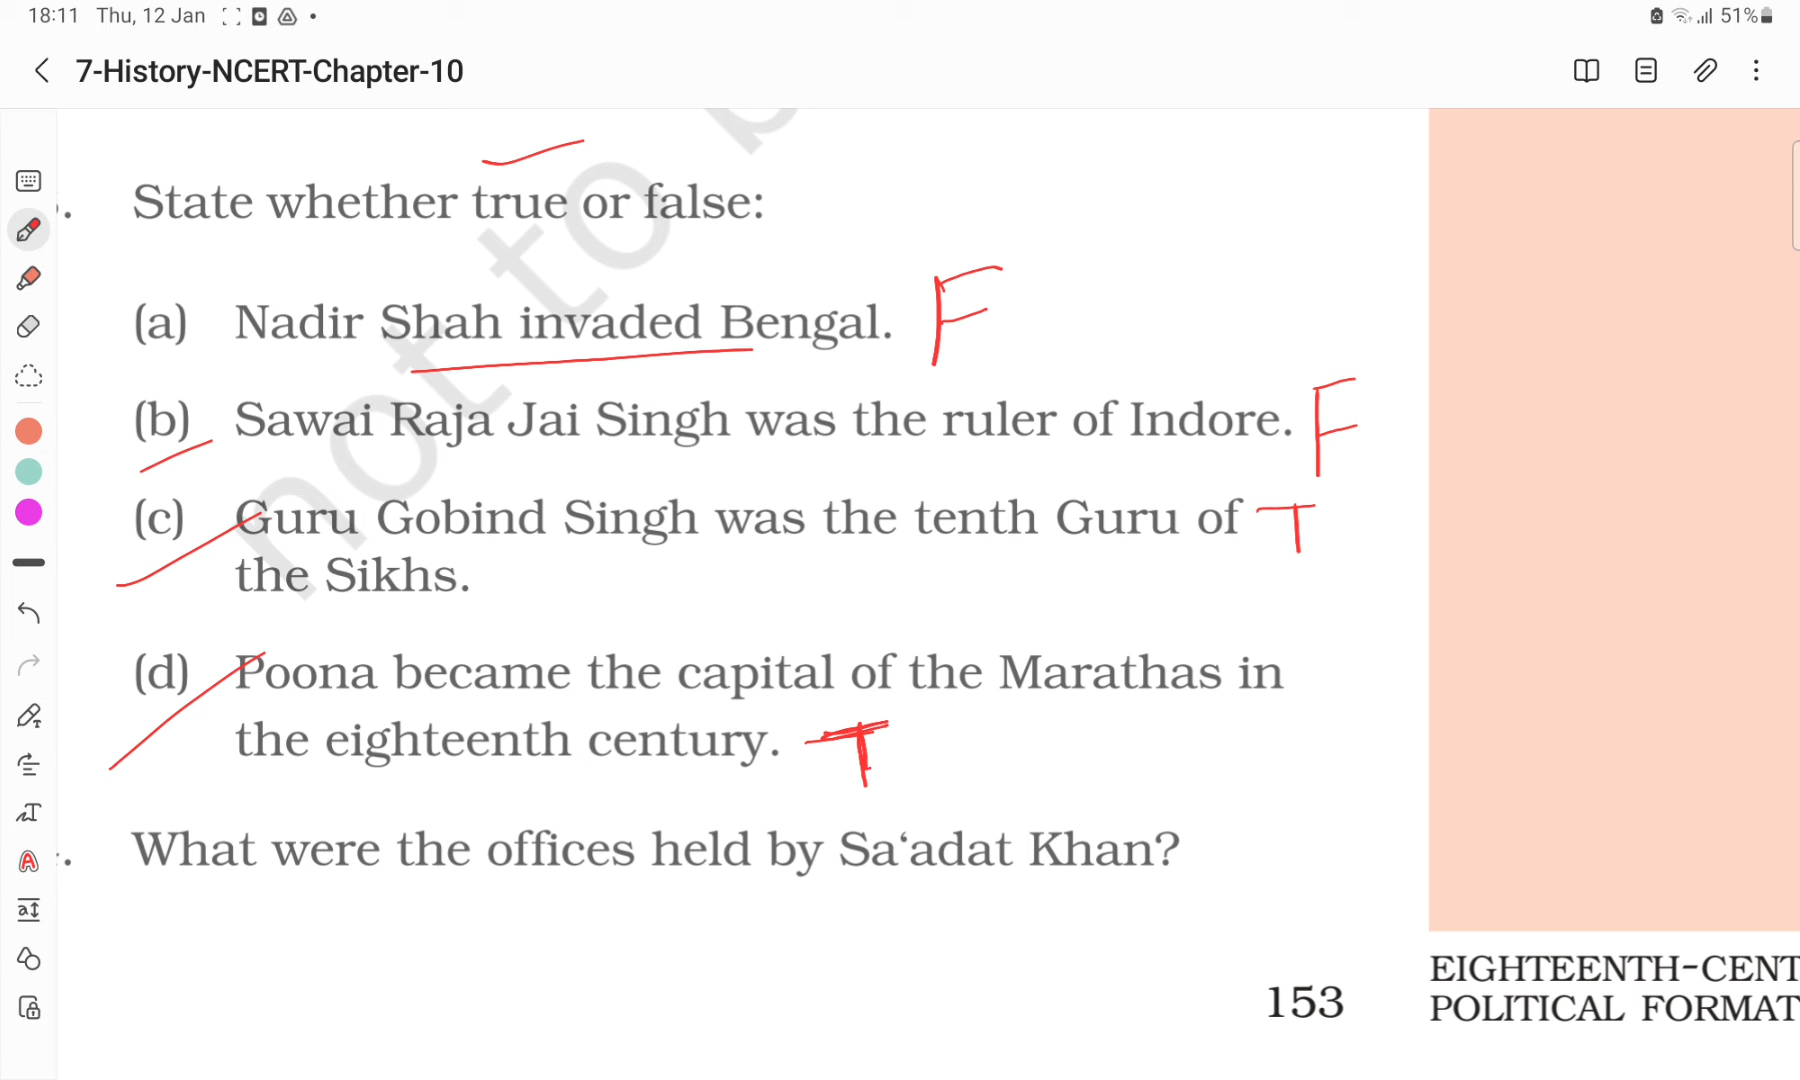 18:11 Thu, 12 Jan 51%
7-History-NCERT-Chapter-10
State whether true or false:
(a) Nadir Shah invaded Bengal. F
(b) Sawai Raja Jai Singh was the ruler of Indore. F
(c) Guru Gobind Singh was the tenth Guru of T
the Sikhs.
(d) Poona became the capital of the Marathas in
the eighteenth century. T
What were the offices held by Sa‘adat Khan?
153
EIGHTEENTH-CENT
POLITICAL FORMAT
not to b